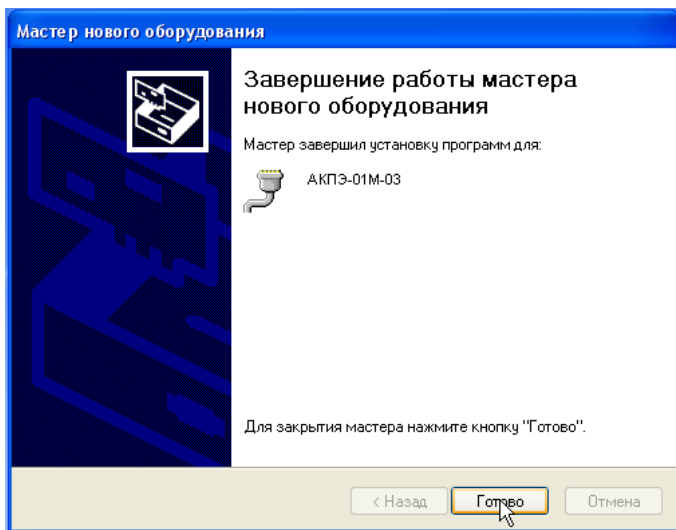 Мастер нового оборудования
Завершение работы мастера
нового оборудования
Мастер завершил установку программ для:
АКПЭ-01М-03
Для закрытия мастера нажмите кнопку "Готово".
< Назад
Готово
Отмена